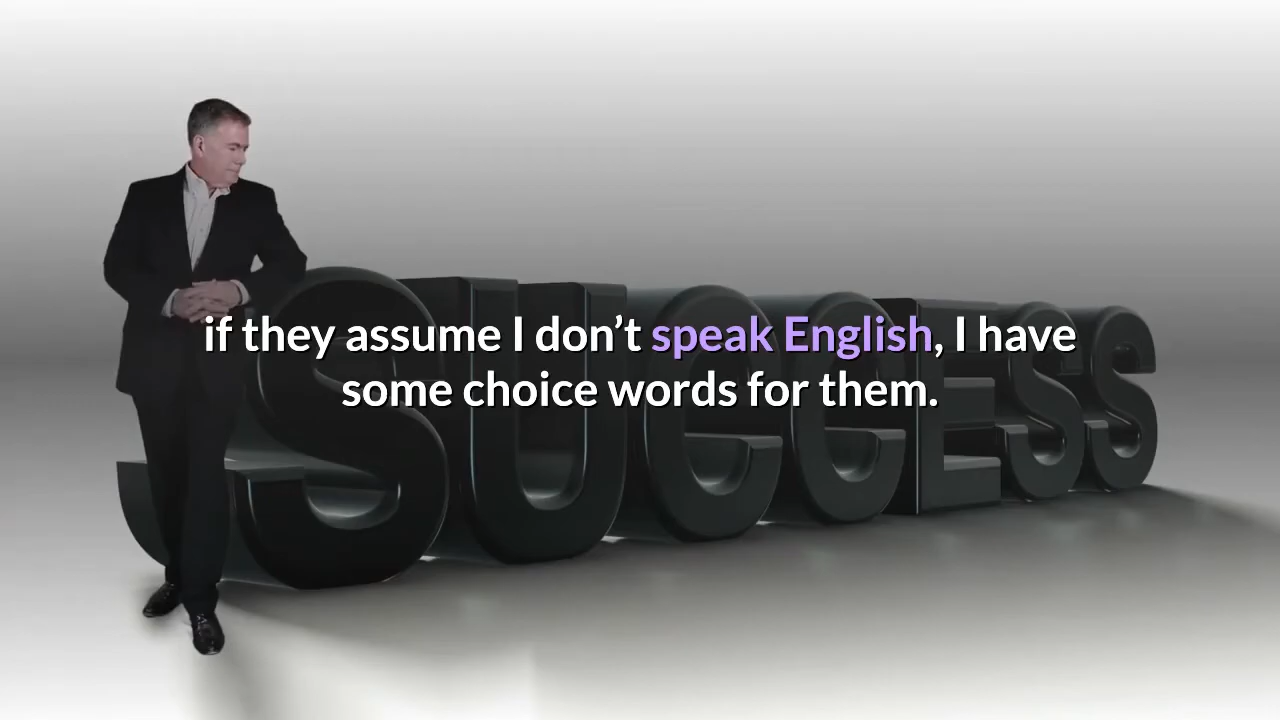 if they assume I don’t speak English, I have
some choice words for them.
SUCCESS